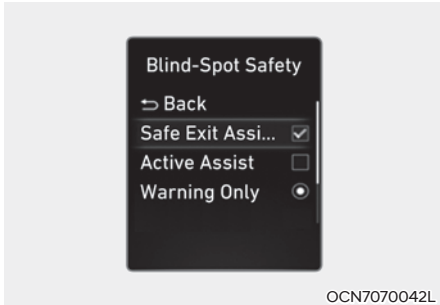 Blind-Spot Safety
Back
Safe Exit Assi...
Active Assist
Warning Only
OCN7070042L